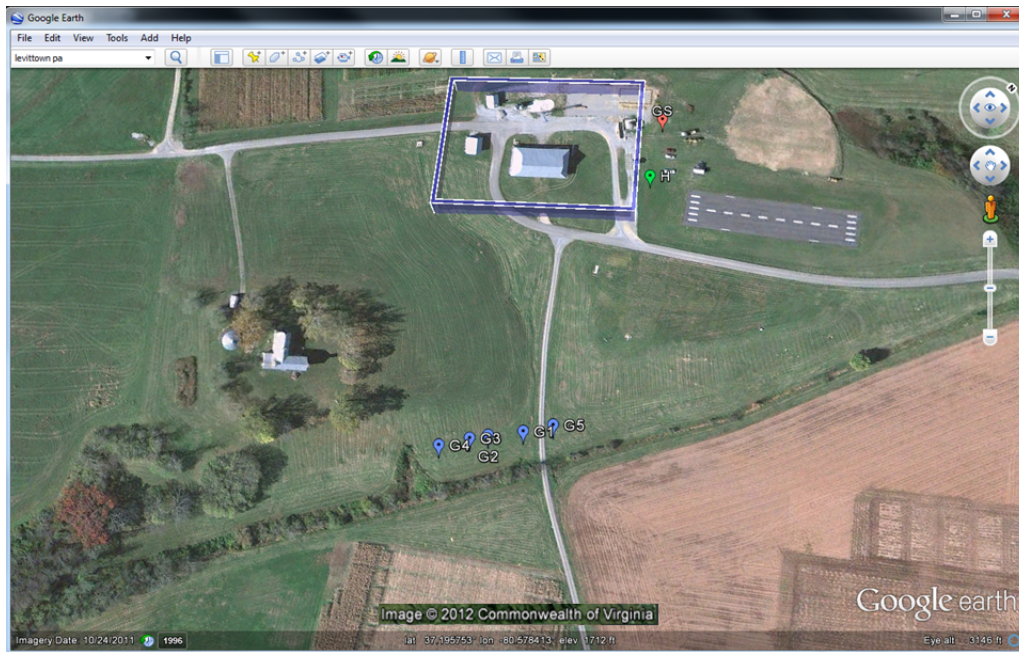 Google Earth
File Edit View Tools Add Help
levittown pa
GS
H
G4 G3 G1 G5
G2
Image © 2012 Commonwealth of Virginia
Google earth
Imagery Date: 10/24/2011 1996 lat 37.195753 lon -80.578413 elev 1712 ft Eye alt 3146 ft